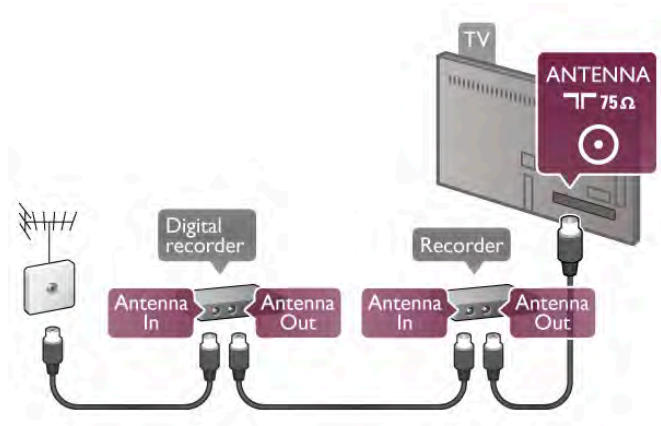 TV
ANTENNA
75Ω
Digital
recorder
Recorder
Antenna
In
Antenna
Out
Antenna
In
Antenna
Out